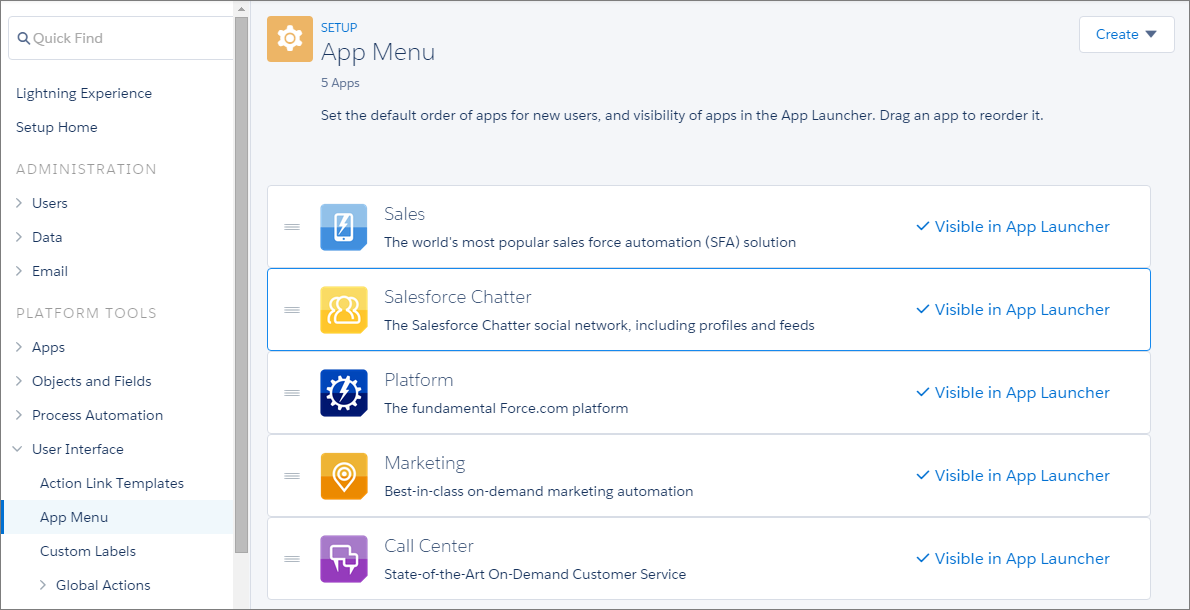 Quick Find
Lightning Experience
Setup Home
ADMINISTRATION
Users
Data
Email
PLATFORM TOOLS
Apps
Objects and Fields
Process Automation
User Interface
Action Link Templates
App Menu
Custom Labels
Global Actions
SETUP
App Menu
5 Apps
Set the default order of apps for new users, and visibility of apps in the App Launcher. Drag an app to reorder it.
Create
Sales
The world's most popular sales force automation (SFA) solution
Visible in App Launcher
Salesforce Chatter
The Salesforce Chatter social network, including profiles and feeds
Visible in App Launcher
Platform
The fundamental Force.com platform
Visible in App Launcher
Marketing
Best-in-class on-demand marketing automation
Visible in App Launcher
Call Center
State-of-the-Art On-Demand Customer Service
Visible in App Launcher